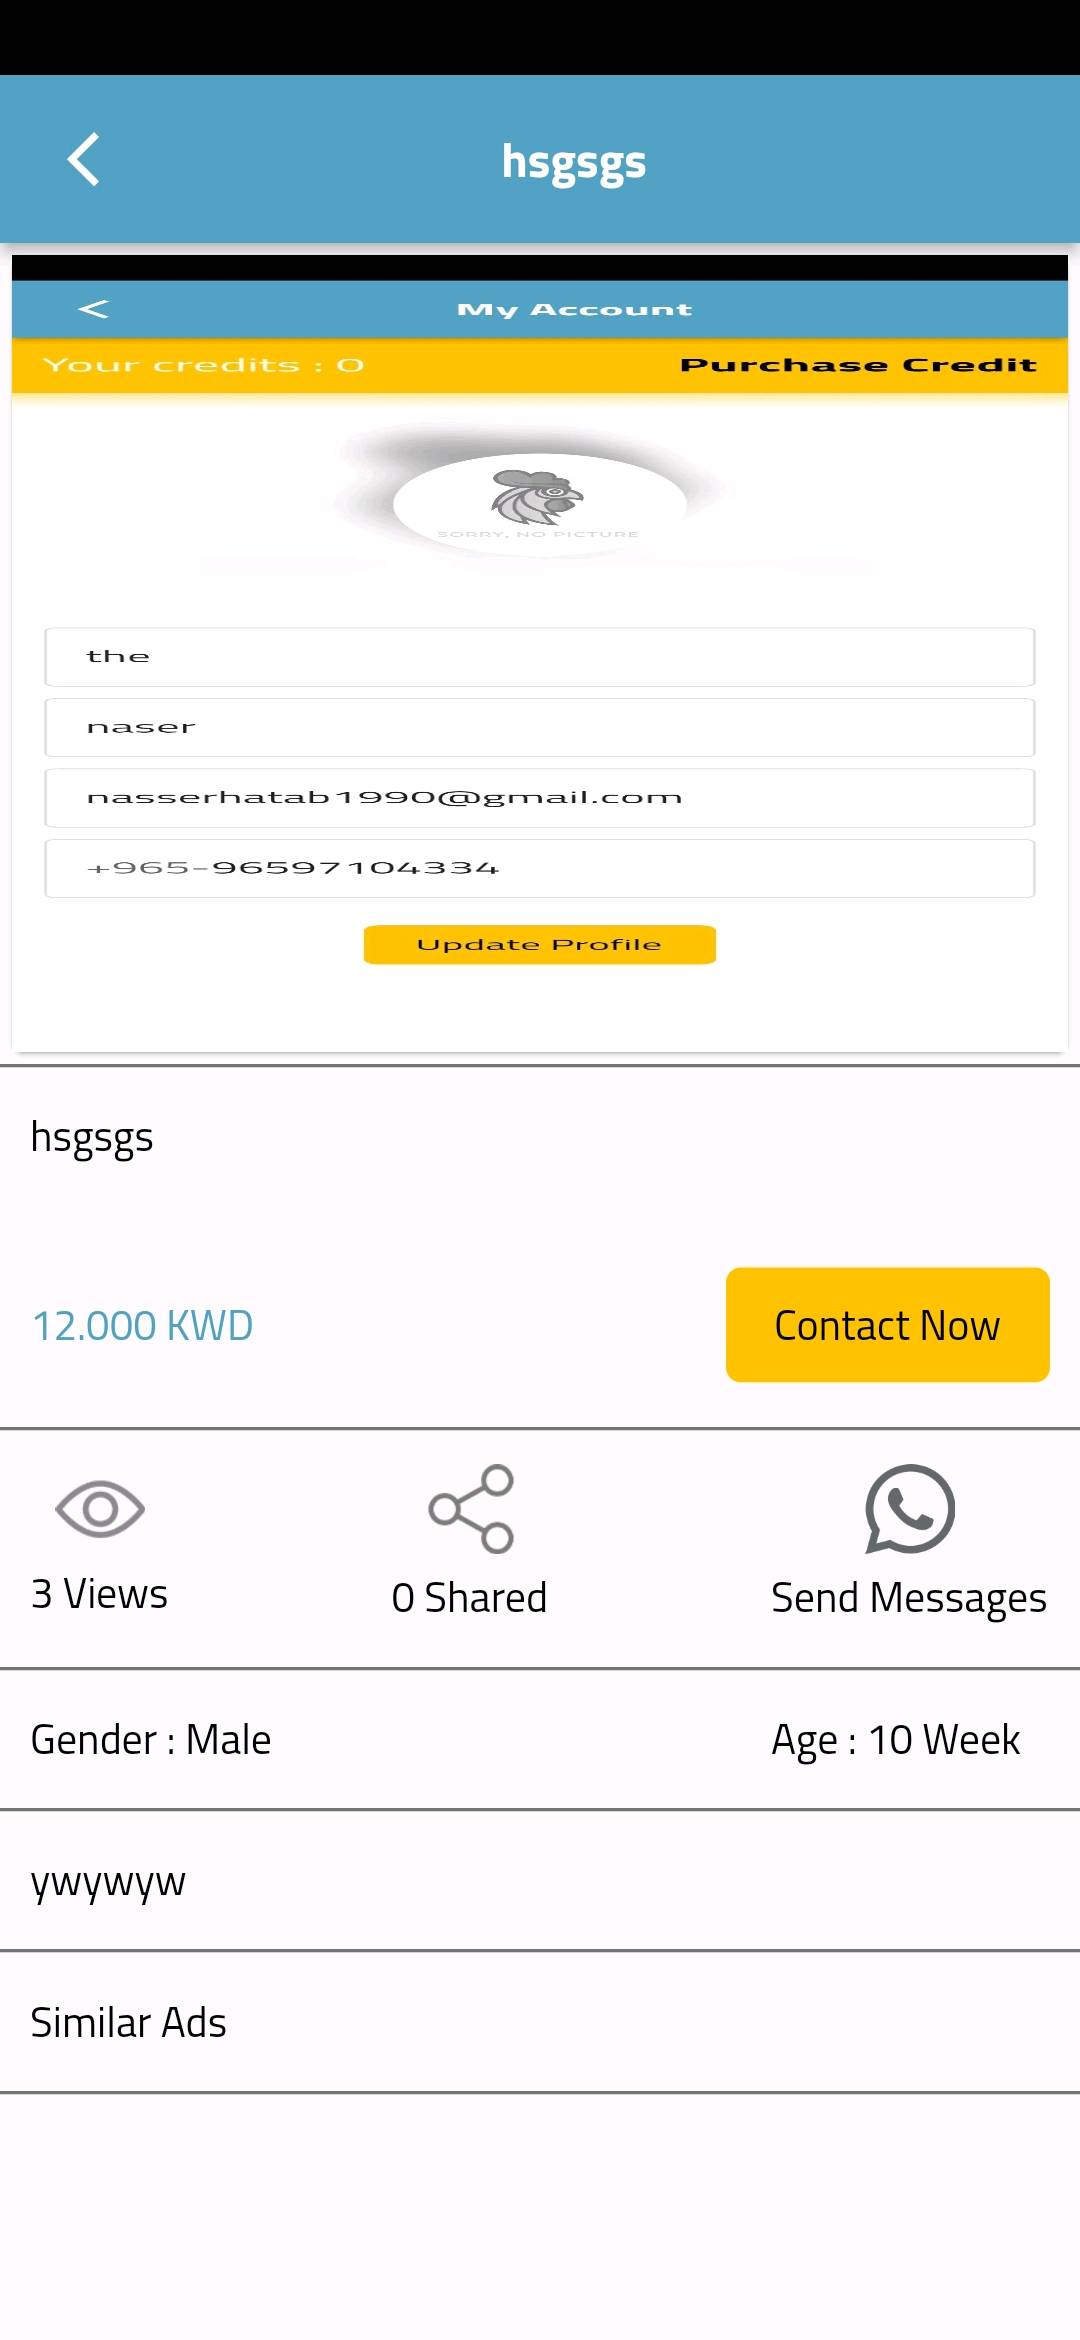 hsgsgs
My Account
Your credits : 0 Purchase Credit
SORRY, NO PICTURE
the
naser
nasserhatab1990@gmail.com
+965-96597104334
Update Profile
hsgsgs
12.000 KWD Contact Now
3 Views 0 Shared Send Messages
Gender : Male Age : 10 Week
ywywyw
Similar Ads